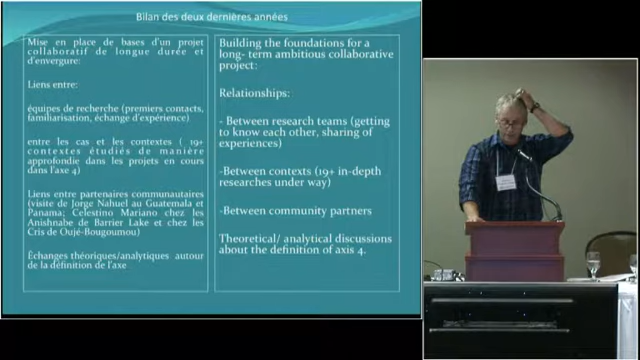 Bilan des deux dernières années
Mise en place de bases d'un projet
collaboratif de longue durée et
d'envergure:
Liens entre:
équipes de recherche (premiers contacts,
familiarisation, échange d'expérience)
entre les cas et les contextes ( 19+
contextes étudiés de manière
approfondie dans les projets en cours
dans l'axe 4)
Liens entre partenaires communautaires
(visite de Jorge Nahuel au Guatemala et
Panama; Celestino Mariano chez les
Anishnabe de Barrier Lake et chez les
Cris de Oujé-Bougoumou)
Échanges théoriques/analytiques autour
de la définition de l'axe
Building the foundations for a
long- term ambitious collaborative
project:
Relationships:
- Between research teams (getting
to know each other, sharing of
experiences)
-Between contexts (19+ in-depth
researches under way)
-Between community partners
Theoretical/ analytical discussions
about the definition of axis 4.